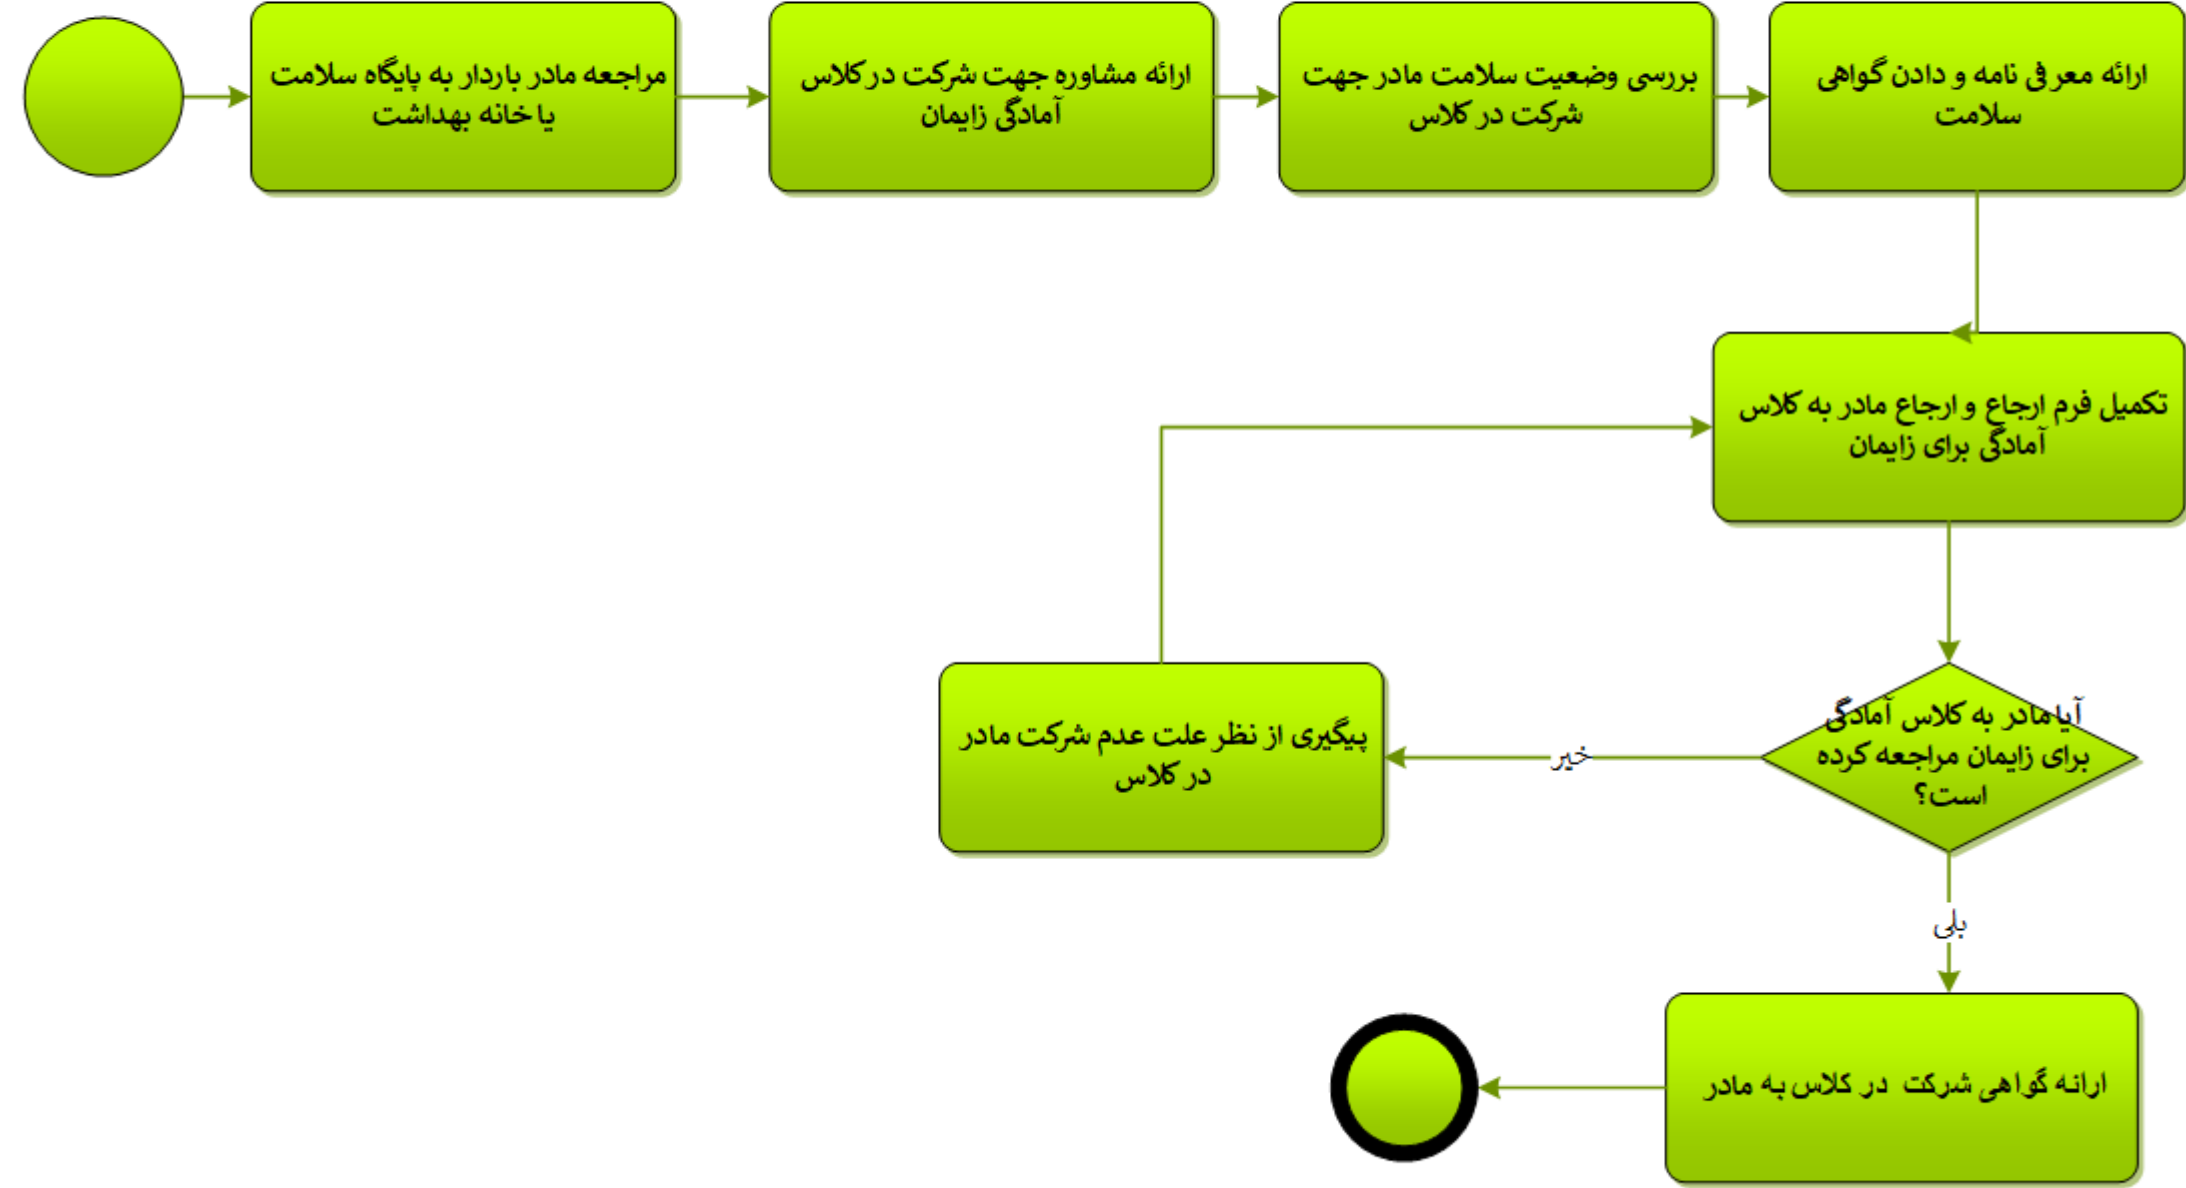 مراجعه مادر باردار به پایگاه سلامت
یا خانه بهداشت
ارائه مشاوره جهت شرکت در کلاس
آمادگی زایمان
بررسی وضعیت سلامت مادر جهت
شرکت در کلاس
ارائه معرفی نامه و دادن گواهی
سلامت
تکمیل فرم ارجاع و ارجاع مادر به کلاس
آمادگی برای زایمان
آیا مادر به کلاس آمادگی
برای زایمان مراجعه کرده
است؟
خیر
پیگیری از نظر علت عدم شرکت مادر
در کلاس
بلی
ارائه گواهی شرکت در کلاس به مادر